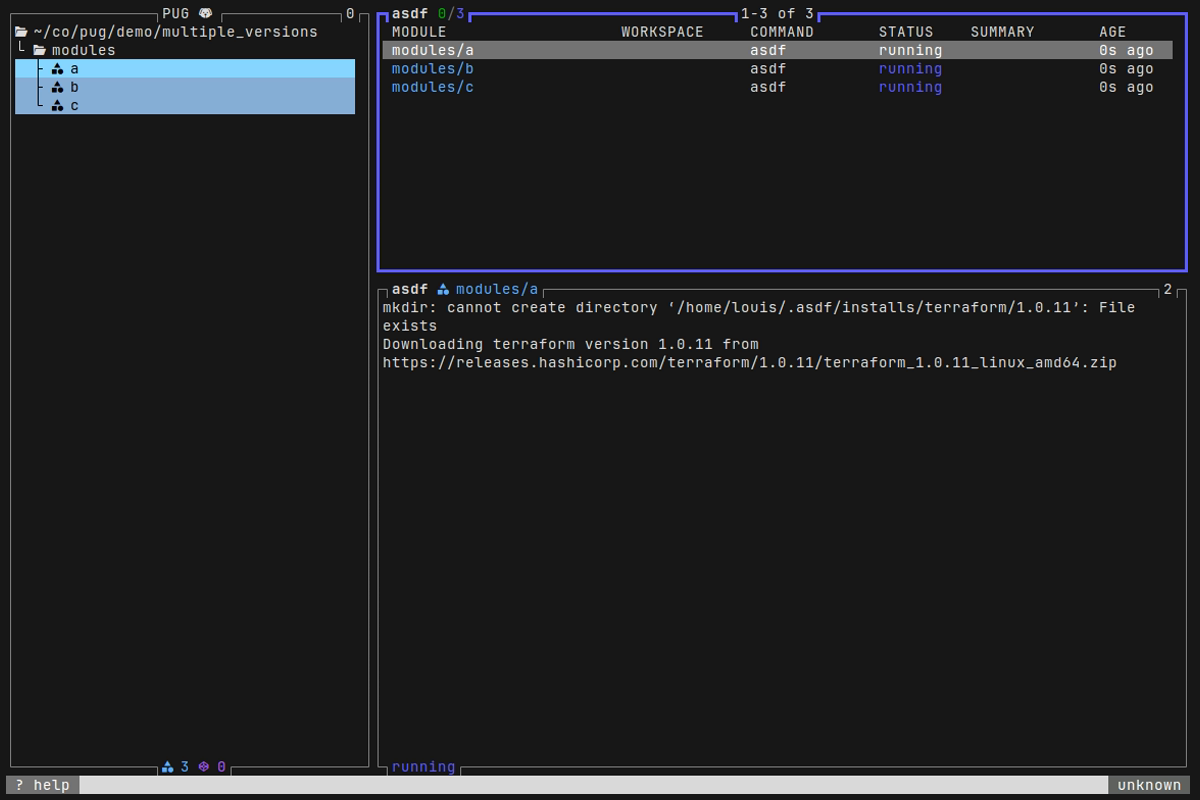 PUG 0
~/co/pug/demo/multiple_versions
modules
a
b
c
3 0
asdf 0/3 1-3 of 3
MODULE WORKSPACE COMMAND STATUS SUMMARY AGE
modules/a asdf running 0s ago
modules/b asdf running 0s ago
modules/c asdf running 0s ago
asdf modules/a 2
mkdir: cannot create directory ‘/home/louis/.asdf/installs/terraform/1.0.11’: File
exists
Downloading terraform version 1.0.11 from
https://releases.hashicorp.com/terraform/1.0.11/terraform_1.0.11_linux_amd64.zip
running
? help unknown